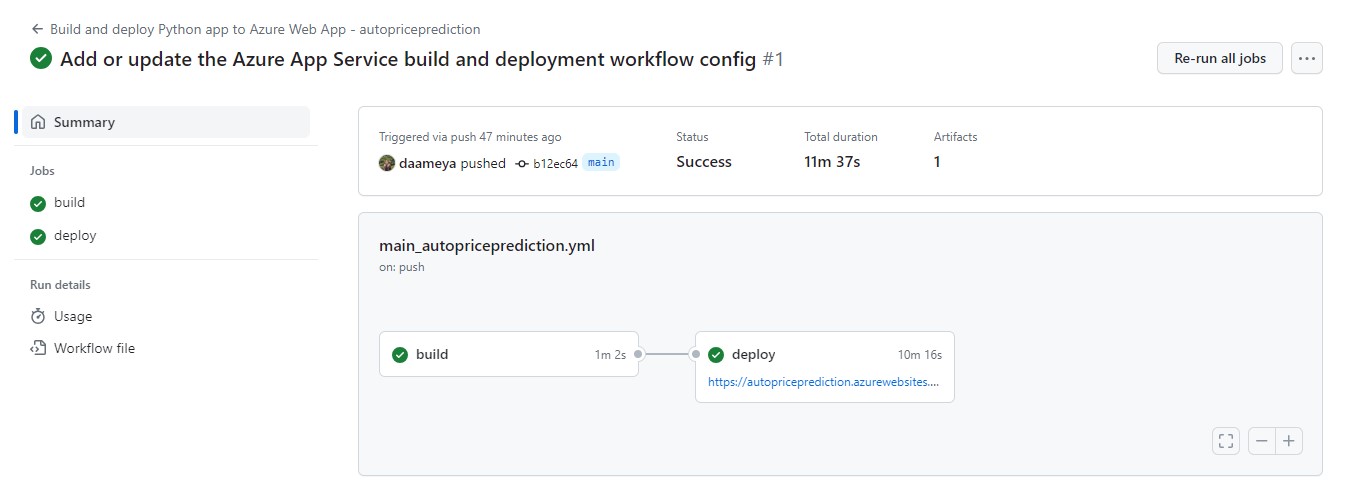 ← Build and deploy Python app to Azure Web App - autopriceprediction
Add or update the Azure App Service build and deployment workflow config #1
Re-run all jobs
Summary
Jobs
build
deploy
Run details
Usage
Workflow file
Triggered via push 47 minutes ago
daameya pushed b12ec64 main
Status
Success
Total duration
11m 37s
Artifacts
1
main_autopriceprediction.yml
on: push
build 1m 2s
deploy 10m 16s
https://autopriceprediction.azurewebsites....